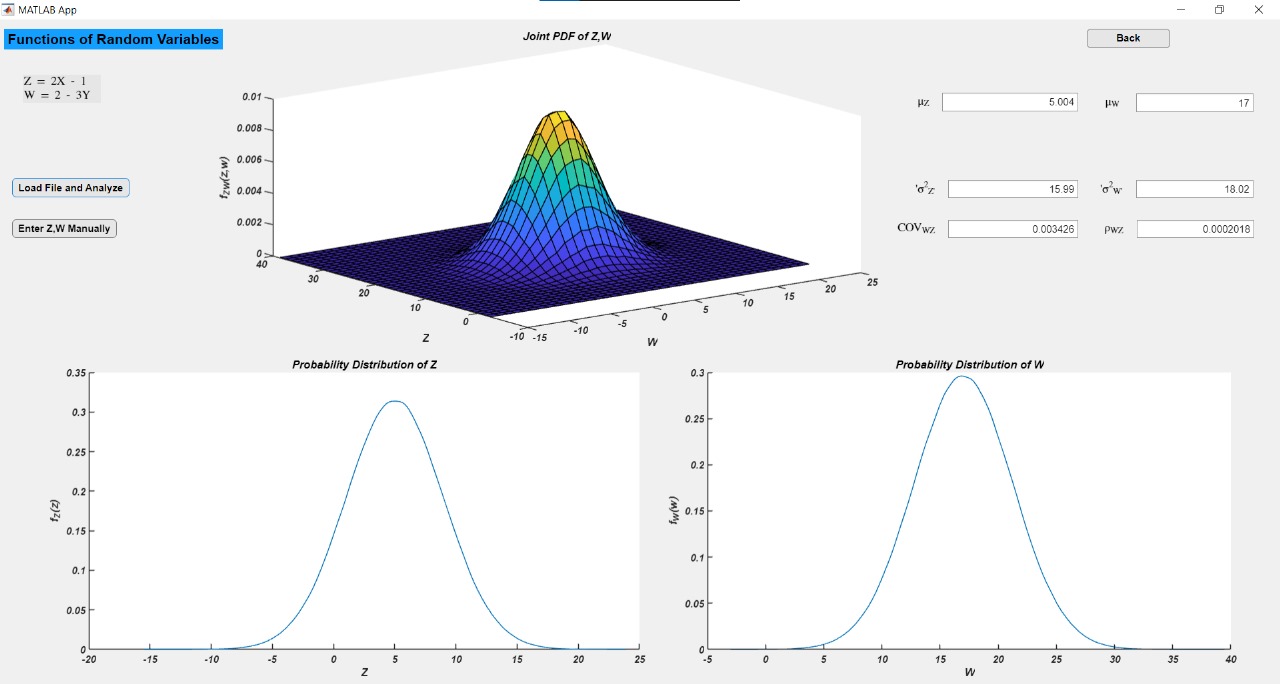 MATLAB App
Functions of Random Variables
Z = 2X - 1
W = 2 - 3Y
Load File and Analyze
Enter Z,W Manually
Joint PDF of Z,W
0.01
0.008
0.006
0.004
0.002
0
fZW(z,w)
40
30
20
10
0
-10
Z
-15
-10
-5
0
5
10
15
20
25
W
Back
μZ 5.004 μW 17
'σ²Z 15.99 'σ²W 18.02
COVWZ 0.003426 ρWZ 0.0002018
Probability Distribution of Z
0.35
0.3
0.25
0.2
0.15
0.1
0.05
0
fZ(z)
-20 -15 -10 -5 0 5 10 15 20 25
Z
Probability Distribution of W
0.3
0.25
0.2
0.15
0.1
0.05
0
fW(w)
-5 0 5 10 15 20 25 30 35 40
W